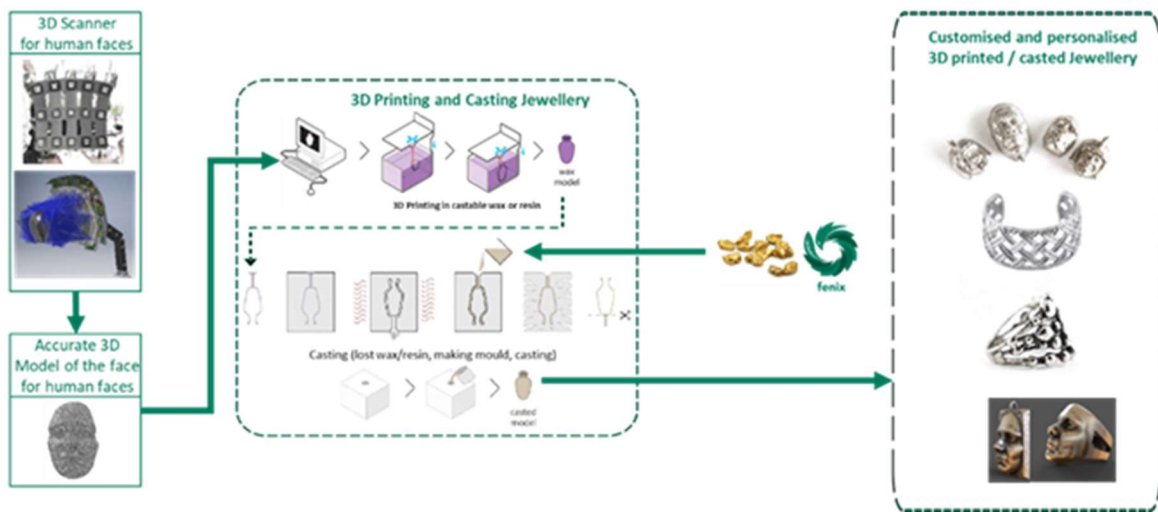 3D Scanner
for human faces
Accurate 3D
Model of the face
for human faces
3D Printing and Casting Jewellery
wax
model
3D Printing in castable wax or resin
Casting (lost wax/resin, making mould, casting)
casted
model
fenix
Customised and personalised
3D printed / casted Jewellery